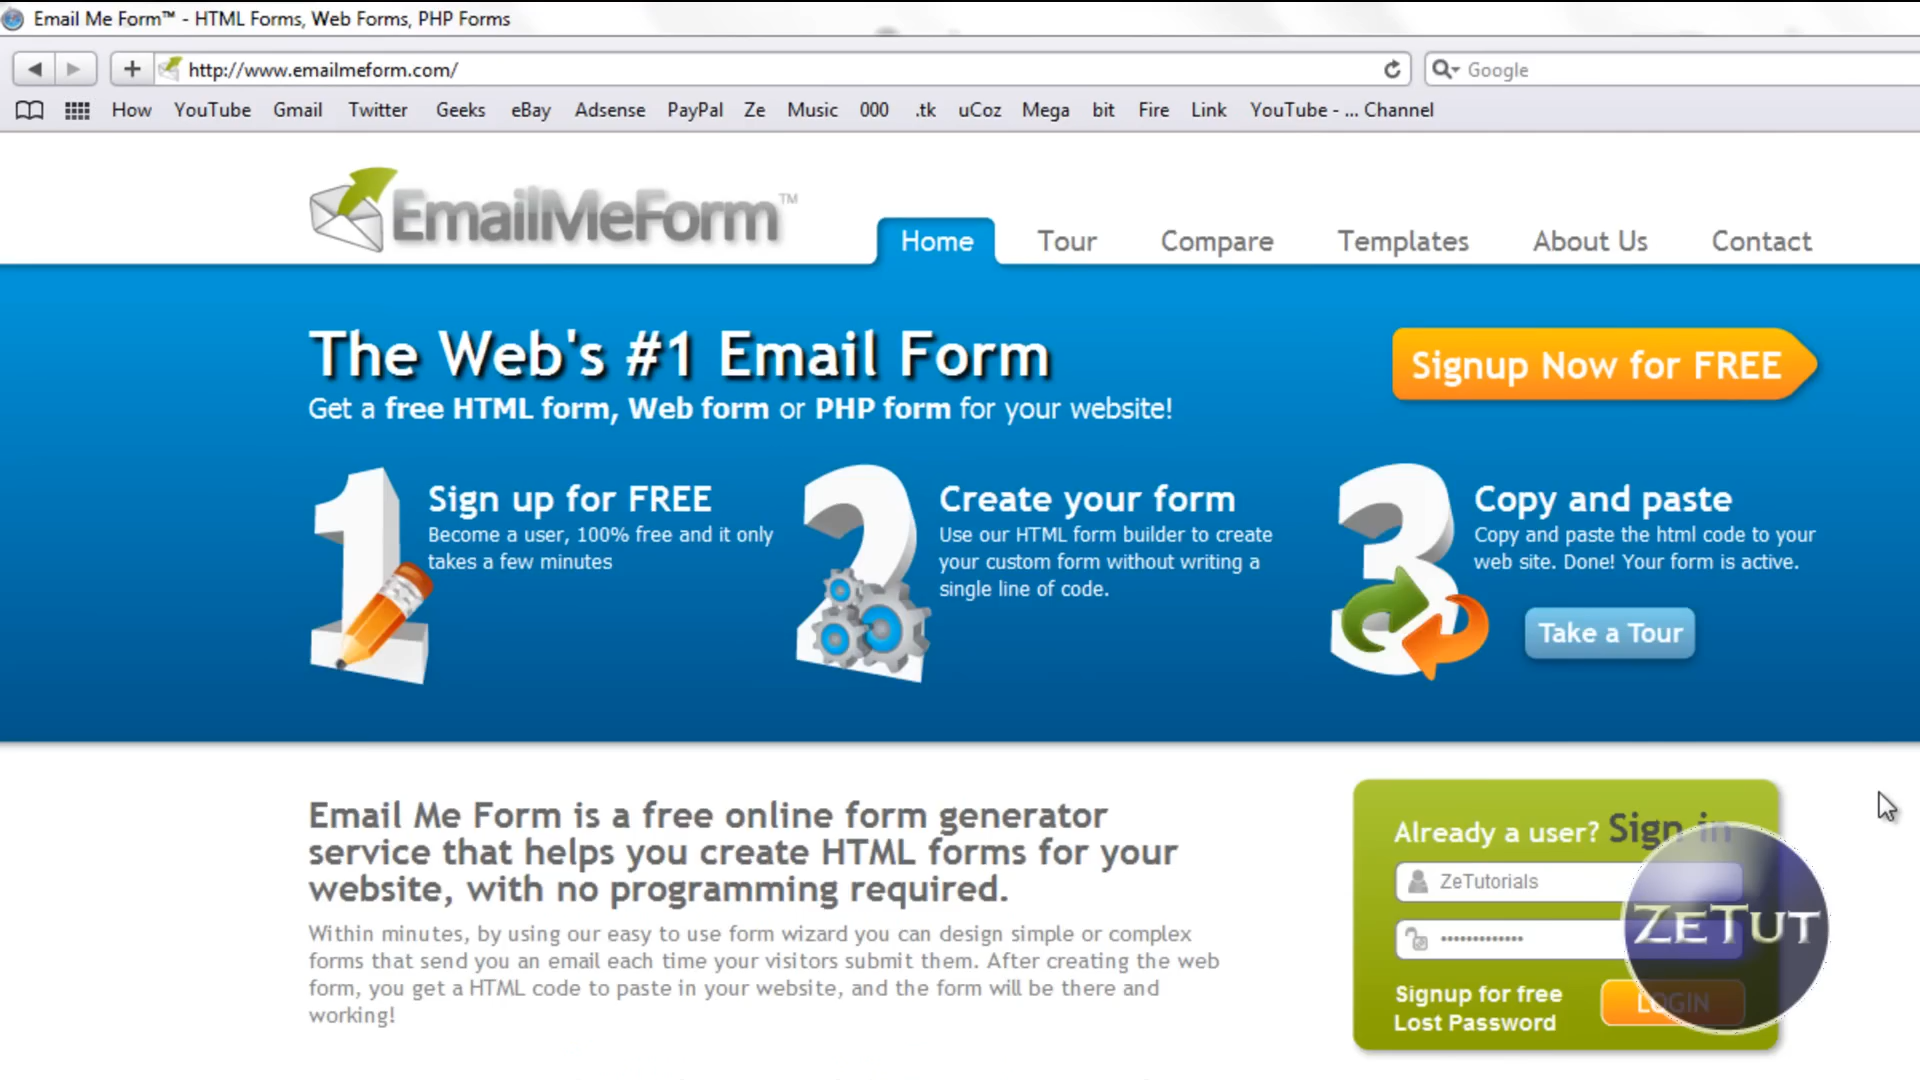 Email Me Form™ - HTML Forms, Web Forms, PHP Forms
http://www.emailmeform.com/
Google
How YouTube Gmail Twitter Geeks eBay Adsense PayPal Ze Music 000 .tk uCoz Mega bit Fire Link YouTube - ... Channel
EmailMeForm™
Home Tour Compare Templates About Us Contact
The Web's #1 Email Form
Get a free HTML form, Web form or PHP form for your website!
Signup Now for FREE
1
Sign up for FREE
Become a user, 100% free and it only
takes a few minutes
2
Create your form
Use our HTML form builder to create
your custom form without writing a
single line of code.
3
Copy and paste
Copy and paste the html code to your
web site. Done! Your form is active.
Take a Tour
Email Me Form is a free online form generator
service that helps you create HTML forms for your
website, with no programming required.
Within minutes, by using our easy to use form wizard you can design simple or complex
forms that send you an email each time your visitors submit them. After creating the web
form, you get a HTML code to paste in your website, and the form will be there and
working!
Already a user? Sign in
ZeTutorials
•••••••••••••
Signup for free
Lost Password
LOGIN
ZeTut